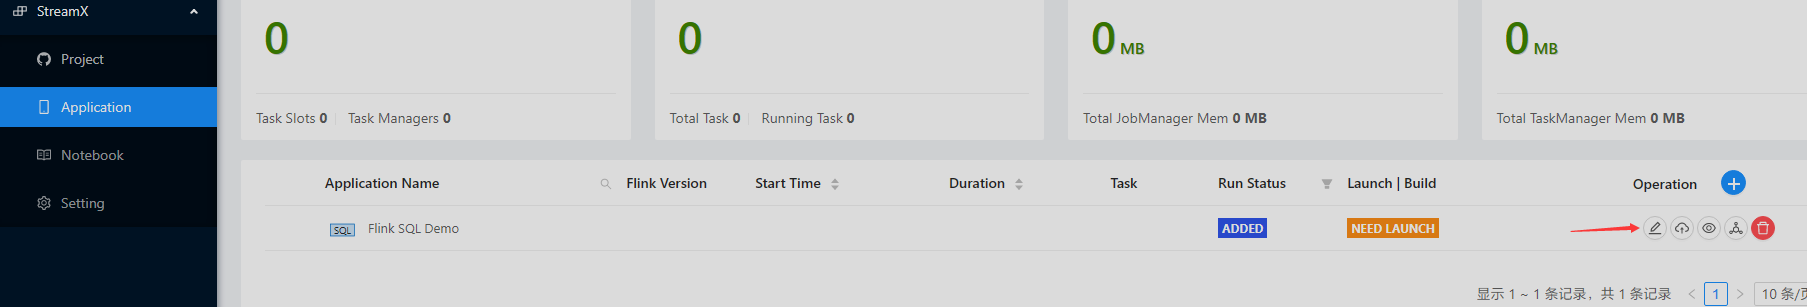 StreamX
Project
Application
Notebook
Setting
0
0
0 MB
0 MB
Task Slots 0 Task Managers 0
Total Task 0 Running Task 0
Total JobManager Mem 0 MB
Total TaskManager Mem 0 MB
Application Name Flink Version Start Time Duration Task Run Status Launch | Build Operation
SQL Flink SQL Demo ADDED NEED LAUNCH
显示 1 ~ 1 条记录，共 1 条记录 < 1 > 10 条/